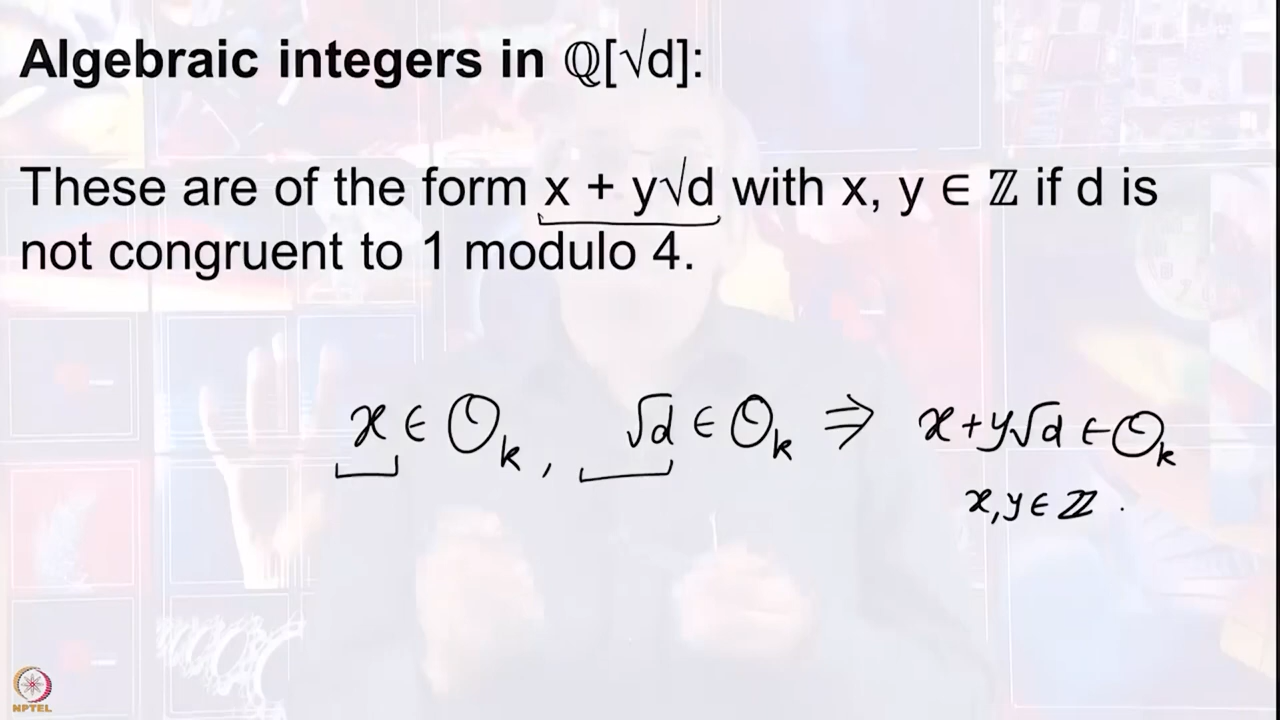 Algebraic integers in ℚ[√d]:
These are of the form x + y√d with x, y ∈ ℤ if d is
not congruent to 1 modulo 4.
x ∈ O_k, √d ∈ O_k ⇒ x+y√d ∈ O_k
x, y ∈ ℤ.
NPTEL